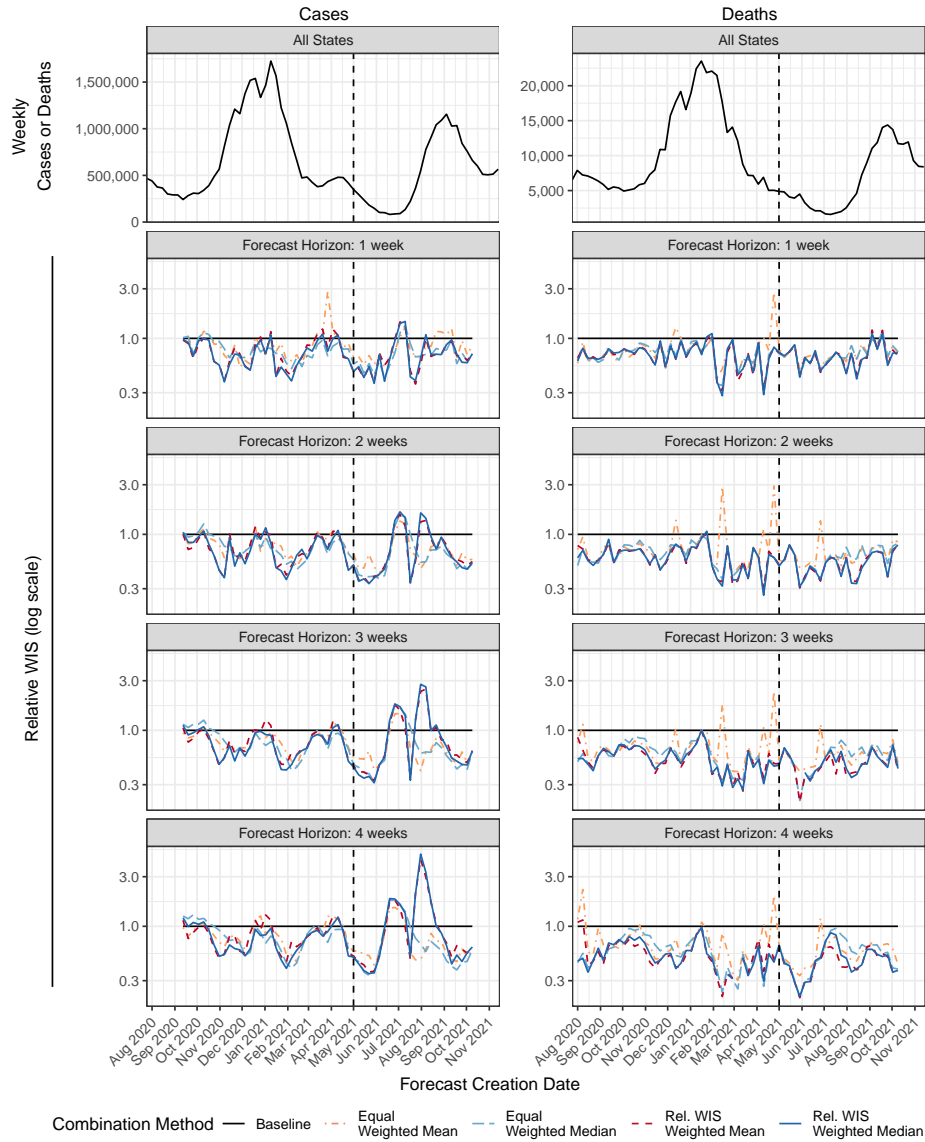 Cases
Deaths
All States
All States
Weekly
Cases or Deaths
1,500,000
1,000,000
500,000
0
20,000
15,000
10,000
5,000
Forecast Horizon: 1 week
Forecast Horizon: 1 week
3.0
1.0
0.3
3.0
1.0
0.3
Forecast Horizon: 2 weeks
Forecast Horizon: 2 weeks
3.0
1.0
0.3
3.0
1.0
0.3
Relative WIS (log scale)
Forecast Horizon: 3 weeks
Forecast Horizon: 3 weeks
3.0
1.0
0.3
3.0
1.0
0.3
Forecast Horizon: 4 weeks
Forecast Horizon: 4 weeks
3.0
1.0
0.3
3.0
1.0
0.3
Aug 2020
Sep 2020
Oct 2020
Nov 2020
Dec 2020
Jan 2021
Feb 2021
Mar 2021
Apr 2021
May 2021
Jun 2021
Jul 2021
Aug 2021
Sep 2021
Oct 2021
Nov 2021
Aug 2020
Sep 2020
Oct 2020
Nov 2020
Dec 2020
Jan 2021
Feb 2021
Mar 2021
Apr 2021
May 2021
Jun 2021
Jul 2021
Aug 2021
Sep 2021
Oct 2021
Nov 2021
Forecast Creation Date
Combination Method
Baseline
Equal
Weighted Mean
Equal
Weighted Median
Rel. WIS
Weighted Mean
Rel. WIS
Weighted Median